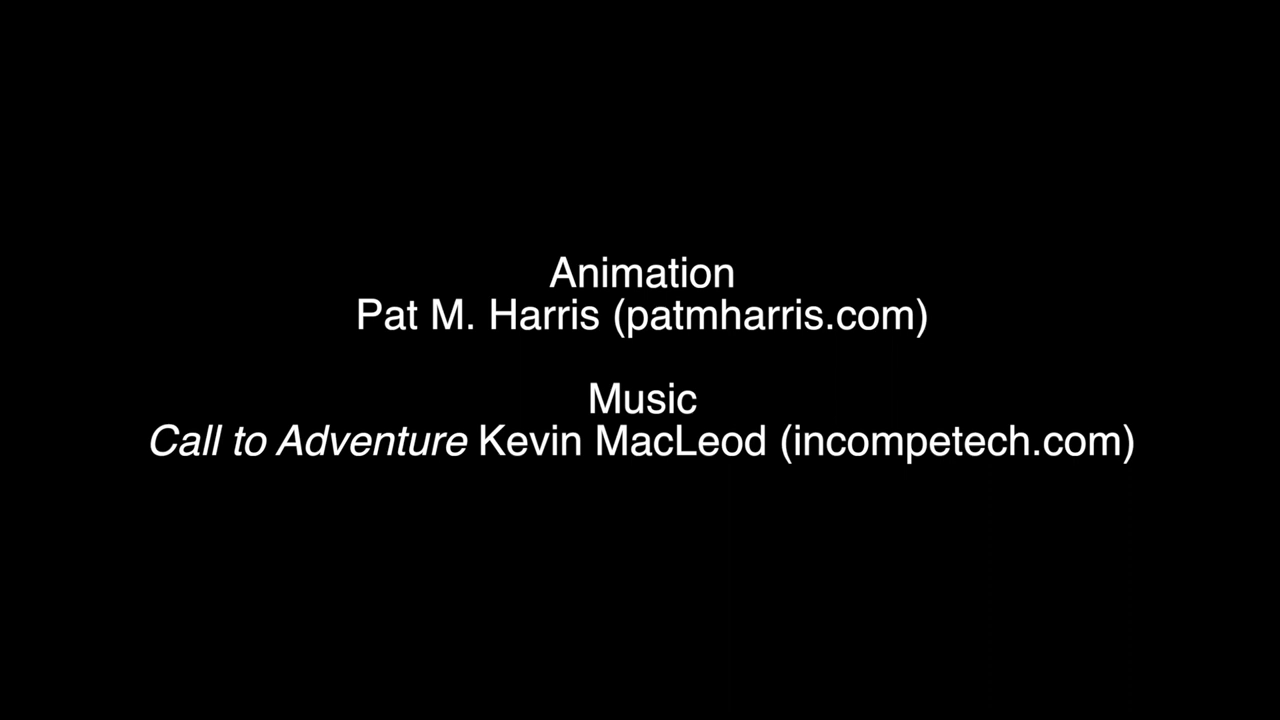 Animation
Pat M. Harris (patmharris.com)
Music
Call to Adventure Kevin MacLeod (incompetech.com)